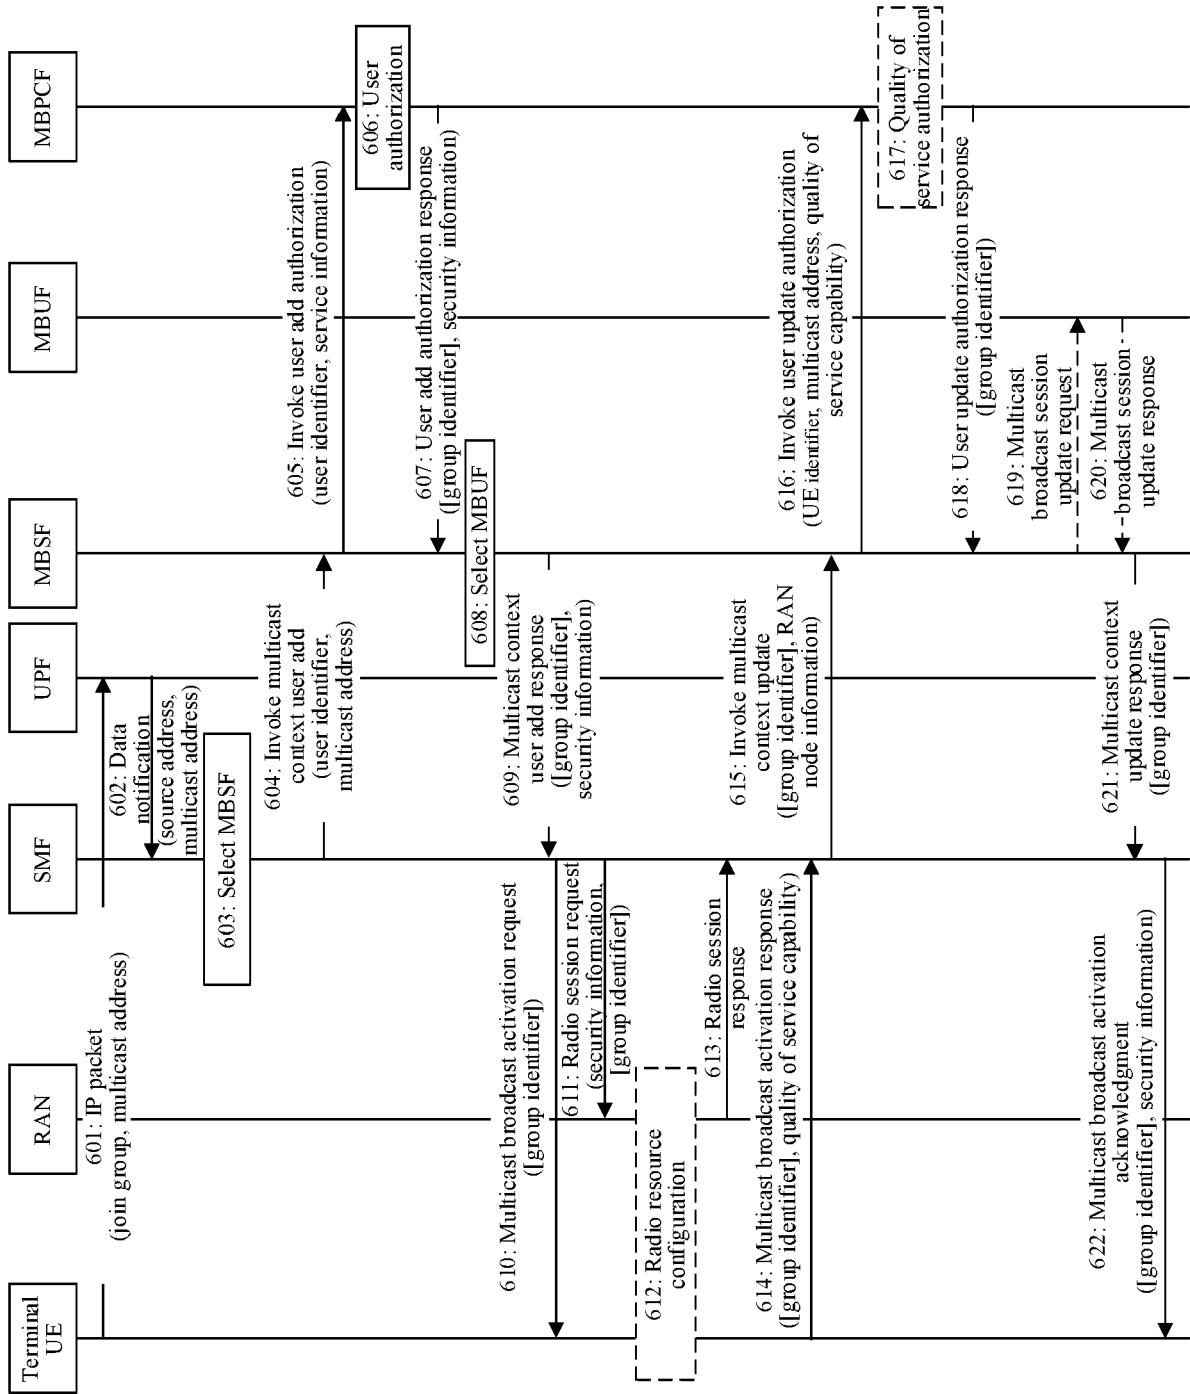 Terminal
UE
RAN
SMF
UPF
MBSF
MBUF
MBPCF
601: IP packet
(join group, multicast address)
602: Data
notification
(source address,
multicast address)
603: Select MBSF
604: Invoke multicast
context user add
(user identifier,
multicast address)
605: Invoke user add authorization
(user identifier, service information)
606: User
authorization
607: User add authorization response
([group identifier], security information)
608: Select MBUF
609: Multicast context
user add response
([group identifier],
security information)
610: Multicast broadcast activation request
([group identifier])
611: Radio session request
(security information,
[group identifier])
612: Radio resource
configuration
613: Radio session
response
614: Multicast broadcast activation response
([group identifier], quality of service capability)
615: Invoke multicast
context update
([group identifier], RAN
node information)
616: Invoke user update authorization
(UE identifier, multicast address, quality of
service capability)
617: Quality of
service authorization
618: User update authorization response
([group identifier])
619: Multicast
broadcast session
update request
620: Multicast
broadcast session
update response
621: Multicast context
update response
([group identifier])
622: Multicast broadcast activation
acknowledgment
([group identifier], security information)